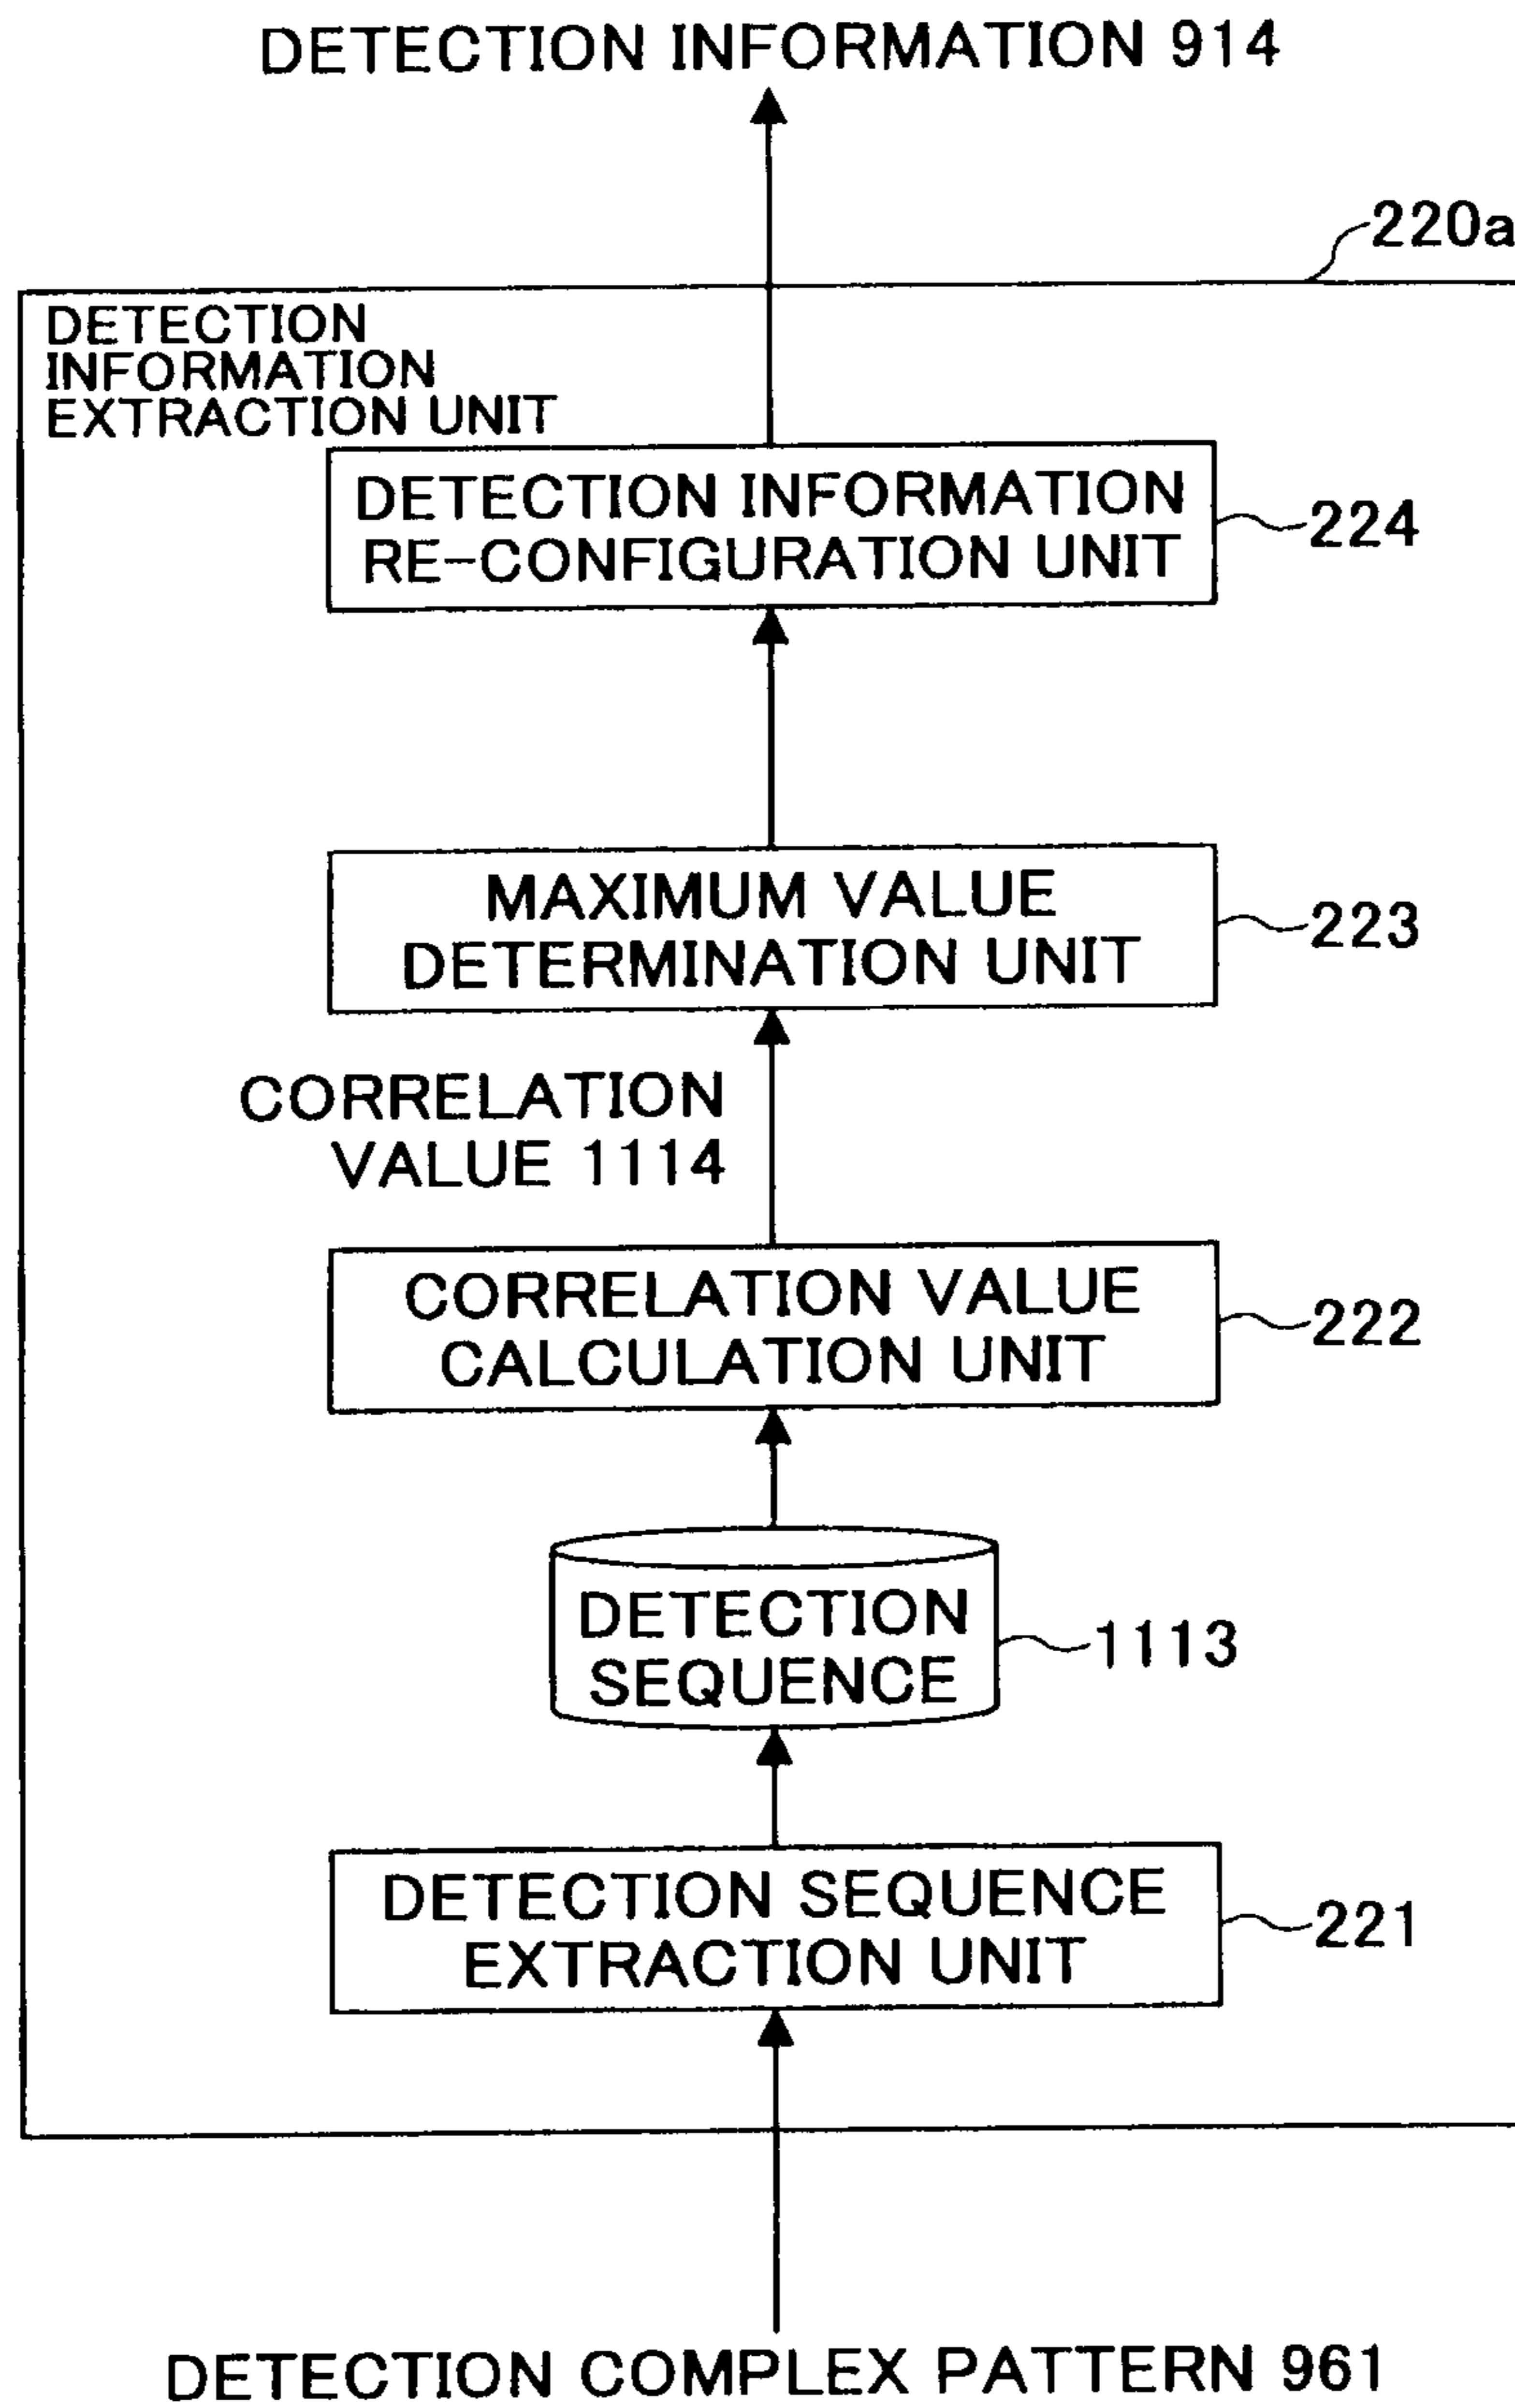 DETECTION INFORMATION 914
220a
DETECTION
INFORMATION
EXTRACTION UNIT
DETECTION INFORMATION
RE-CONFIGURATION UNIT
224
MAXIMUM VALUE
DETERMINATION UNIT
223
CORRELATION
VALUE 1114
CORRELATION VALUE
CALCULATION UNIT
222
DETECTION
SEQUENCE
1113
DETECTION SEQUENCE
EXTRACTION UNIT
221
DETECTION COMPLEX PATTERN 961